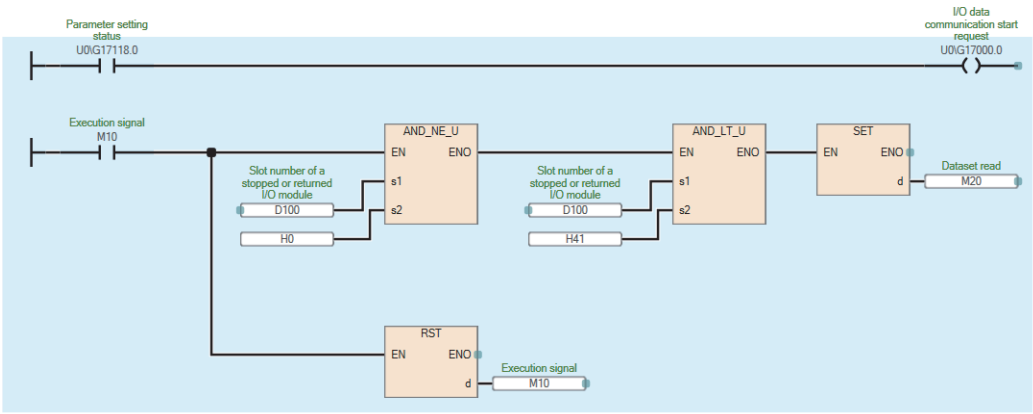 Parameter setting
status
U0\G17118.0
I/O data
communication start
request
U0\G17000.0
Execution signal
M10
AND_NE_U
EN
ENO
s1
s2
Slot number of a
stopped or returned
I/O module
D100
H0
AND_LT_U
EN
ENO
s1
s2
Slot number of a
stopped or returned
I/O module
D100
H41
SET
EN
ENO
d
Dataset read
M20
RST
EN
ENO
d
Execution signal
M10